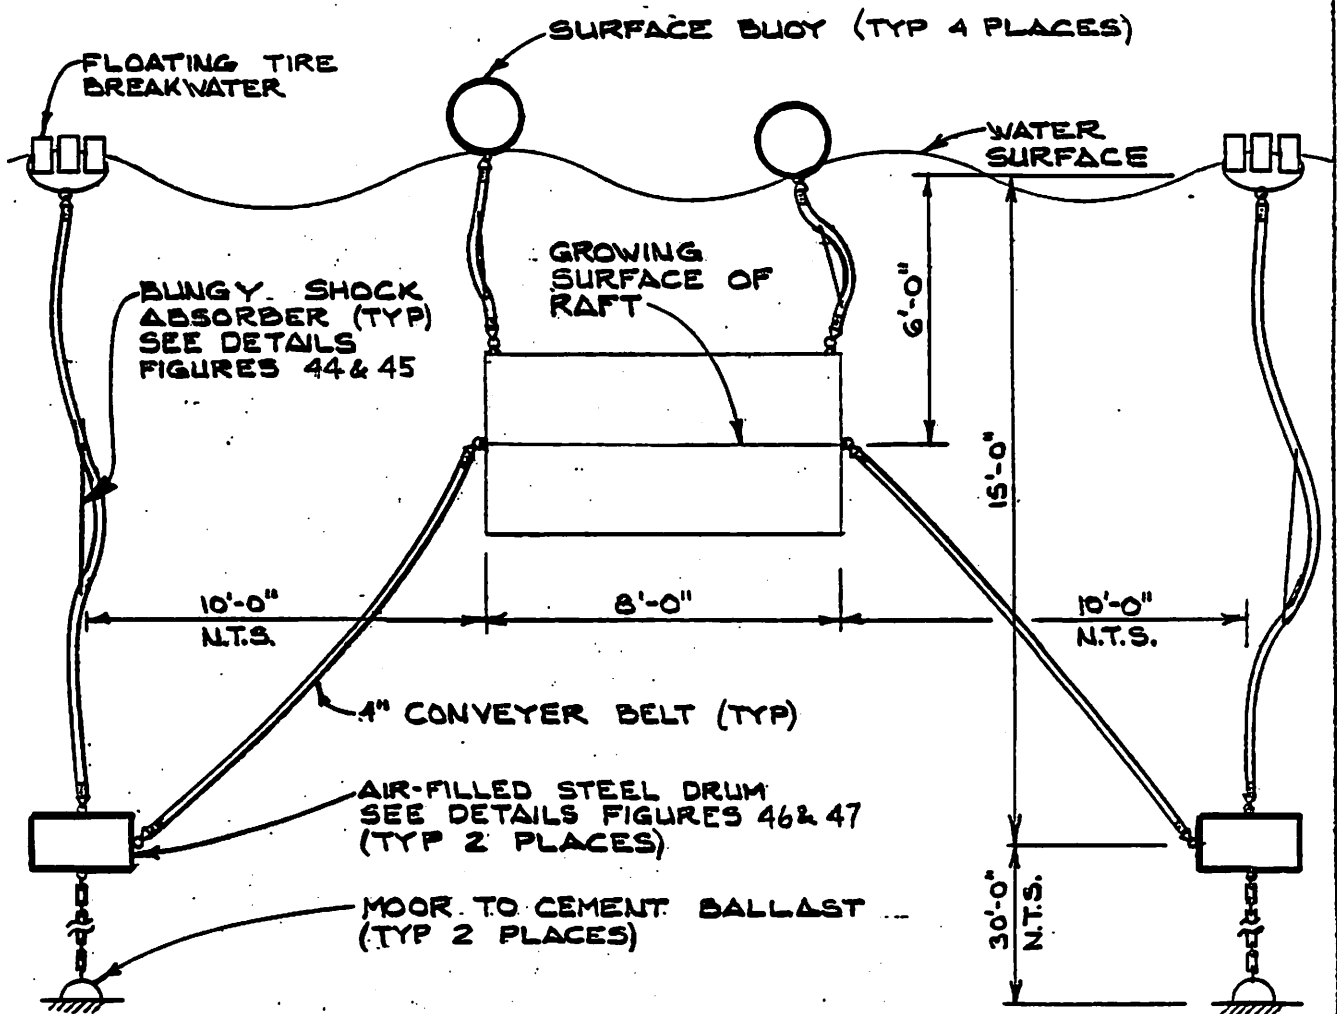 SURFACE BUOY (TYP 4 PLACES)
FLOATING TIRE
BREAKWATER
WATER
SURFACE
GROWING
SURFACE OF
RAFT
6'-0"
BUNGY SHOCK
ABSORBER (TYP)
SEE DETAILS
FIGURES 44 & 45
15'-0"
10'-0"
N.T.S.
8'-0"
10'-0"
N.T.S.
4" CONVEYER BELT (TYP)
AIR-FILLED STEEL DRUM
SEE DETAILS FIGURES 46 & 47
(TYP 2 PLACES)
30'-0"
N.T.S.
MOOR TO CEMENT BALLAST
(TYP 2 PLACES)